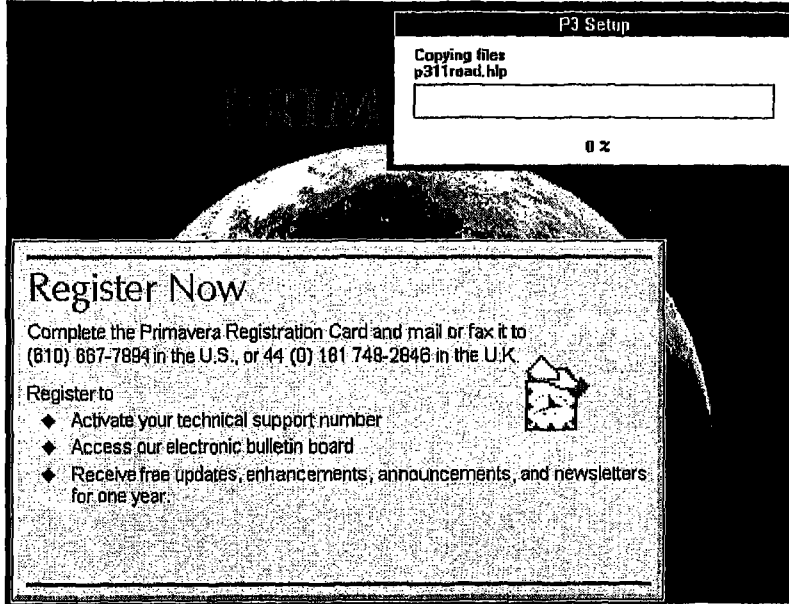 P3 Setup
Copying files
p311read.hlp
0 %
PRIM
Register Now
Complete the Primavera Registration Card and mail or fax it to
(610) 667-7894 in the U.S., or 44 (0) 181 748-2846 in the U.K.
Register to
◆ Activate your technical support number
◆ Access our electronic bulletin board
◆ Receive free updates, enhancements, announcements, and newsletters
for one year.